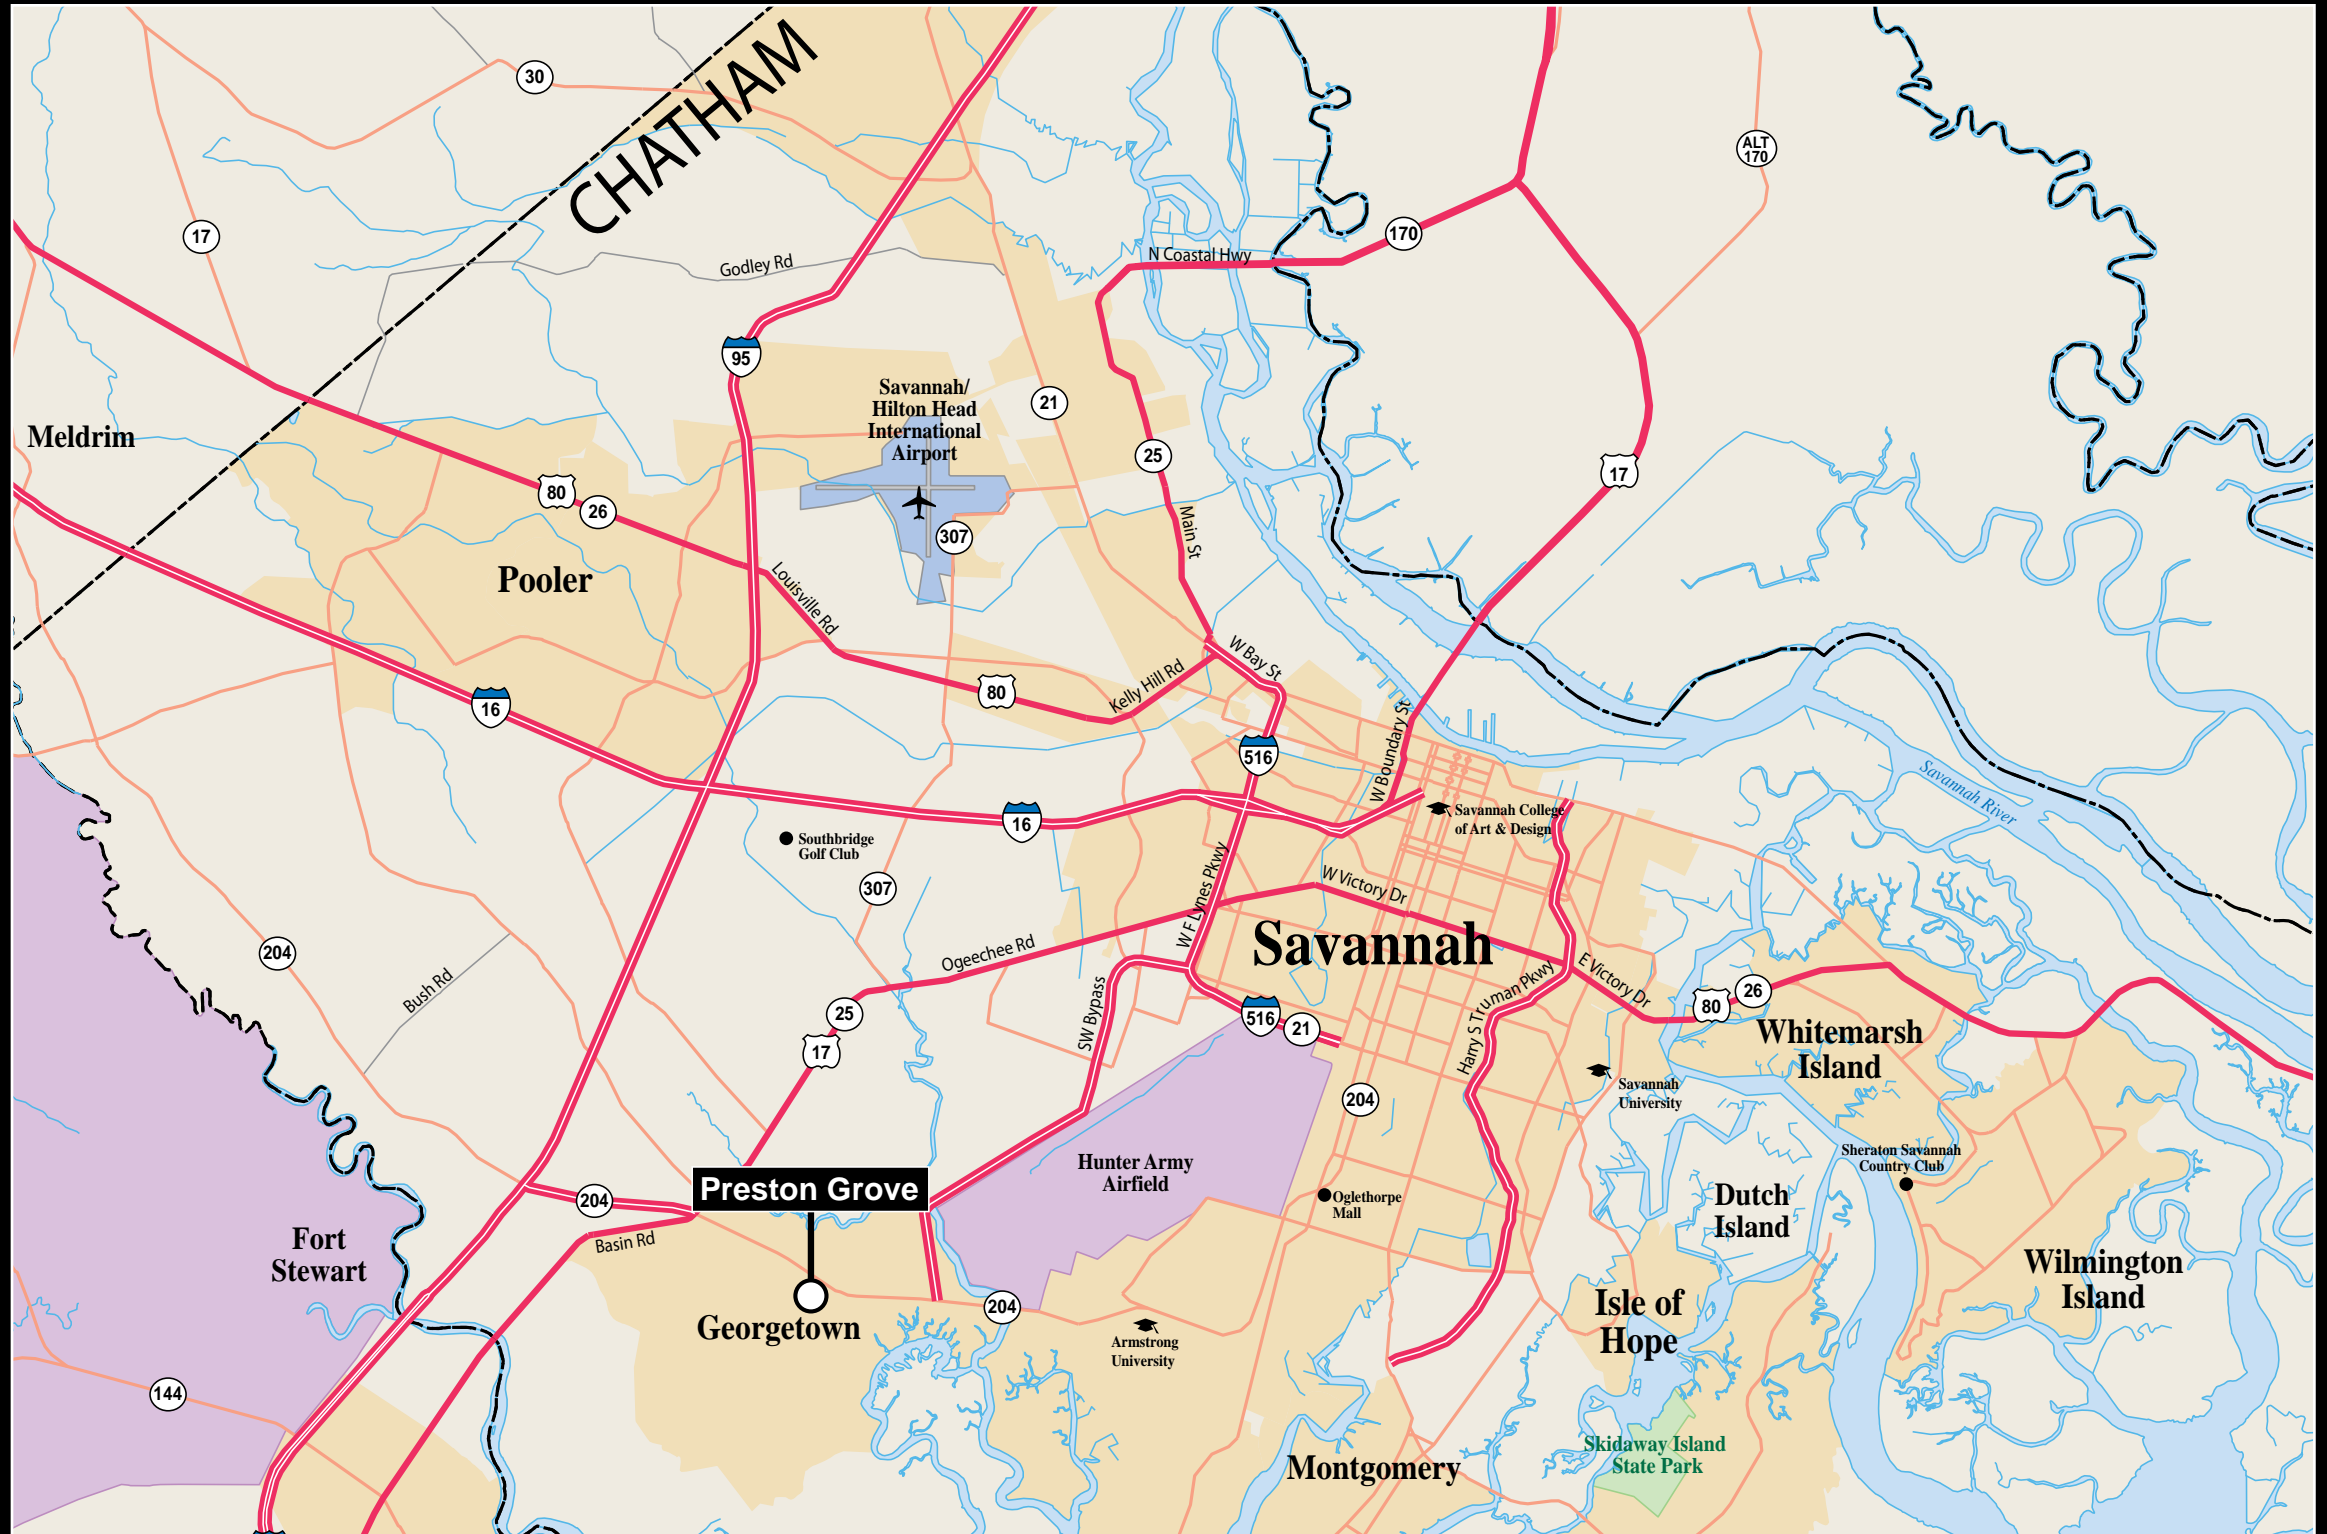 30
CHATHAM
ALT
170
17
170
N Coastal Hwy
Godley Rd
95
Savannah/
Hilton Head
International
Airport
21
Meldrim
25
17
80
26
307
Main St
Pooler
Louisville Rd
W Bay St
80
Kelly Hill Rd
16
W Boundary St
516
Savannah River
16
Savannah College
of Art & Design
Southbridge
Golf Club
307
W F Lynes Pkwy
W Victory Dr
204
Ogeechee Rd
Savannah
Bush Rd
E Victory Dr
80
26
SW Bypass
Harry S Truman Pkwy
25
516
21
Whitemarsh
Island
17
Savannah
University
204
Hunter Army
Airfield
Sheraton Savannah
Country Club
Preston Grove
204
Oglethorpe
Mall
Dutch
Island
Basin Rd
Fort
Stewart
Wilmington
Island
Georgetown
204
Isle of
Hope
Armstrong
University
144
Skidaway Island
State Park
Montgomery